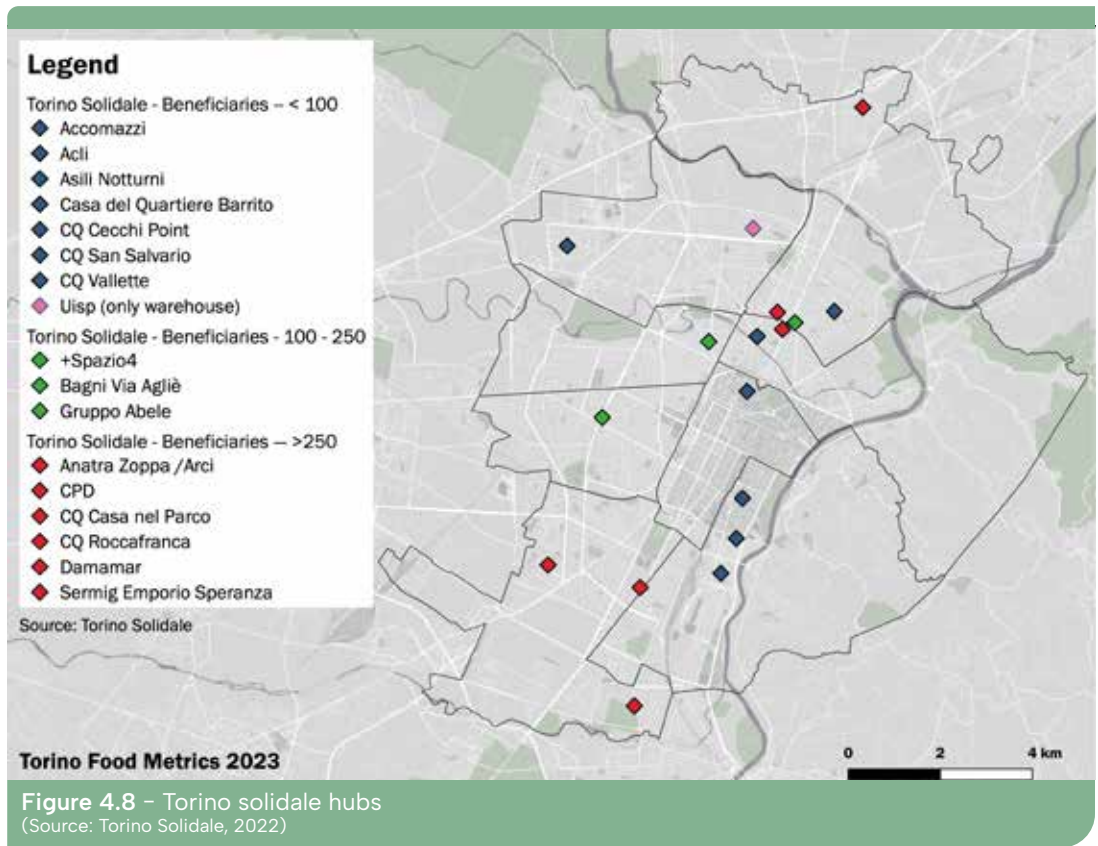 Legend
Torino Solidale - Beneficiaries – < 100
Accomazzi
Acli
Asili Notturni
Casa del Quartiere Barrito
CQ Cecchi Point
CQ San Salvario
CQ Vallette
Uisp (only warehouse)
Torino Solidale - Beneficiaries - 100 - 250
+Spazio4
Bagni Via Agliè
Gruppo Abele
Torino Solidale - Beneficiaries – >250
Anatra Zoppa /Arci
CPD
CQ Casa nel Parco
CQ Roccafranca
Damamar
Sermig Emporio Speranza
Source: Torino Solidale
Torino Food Metrics 2023
0 2 4 km
Figure 4.8 - Torino solidale hubs
(Source: Torino Solidale, 2022)